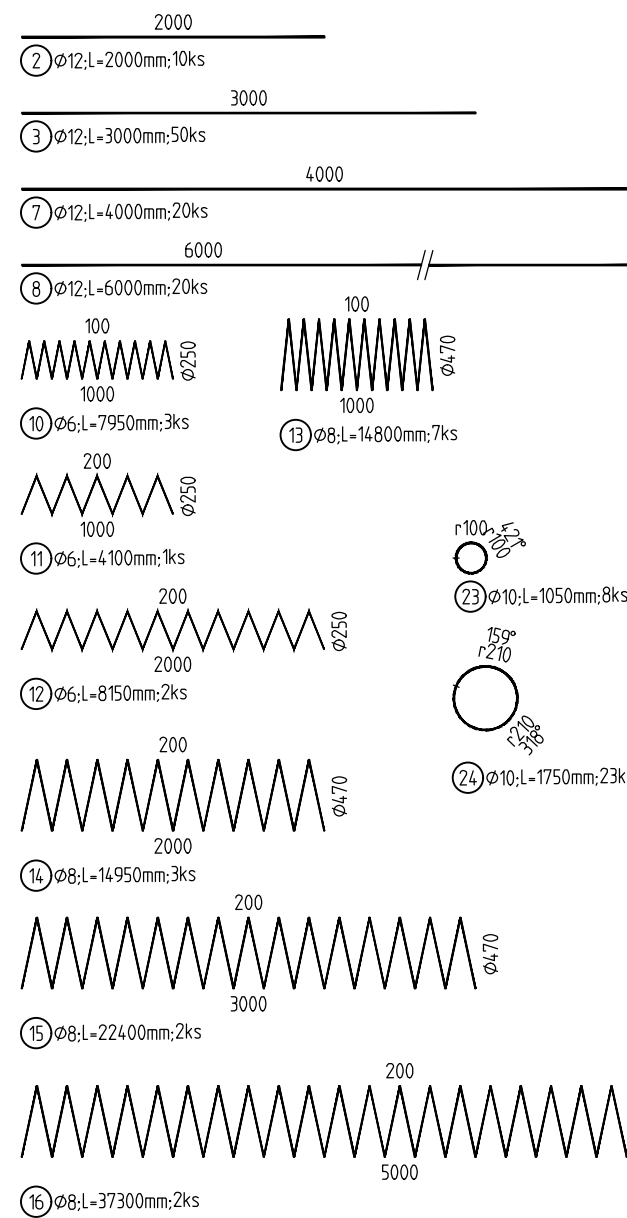 2000
2 Ø12;L=2000mm;10ks
3000
3 Ø12;L=3000mm;50ks
4000
7 Ø12;L=4000mm;20ks
6000
8 Ø12;L=6000mm;20ks
100
Ø250
1000
10 Ø6;L=7950mm;3ks
100
Ø470
1000
13 Ø8;L=14800mm;7ks
200
Ø250
1000
11 Ø6;L=4100mm;1ks
r100
421°
r100
23 Ø10;L=1050mm;8ks
200
Ø250
2000
12 Ø6;L=8150mm;2ks
159°
r210
r210
318°
24 Ø10;L=1750mm;23k
200
Ø470
2000
14 Ø8;L=14950mm;3ks
200
Ø470
3000
15 Ø8;L=22400mm;2ks
200
5000
16 Ø8;L=37300mm;2ks